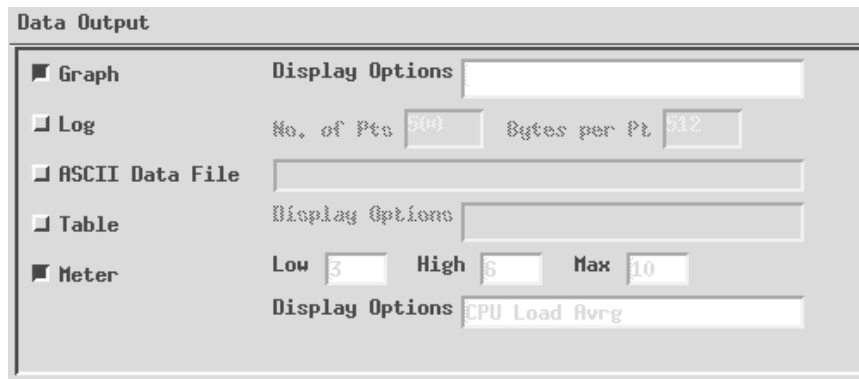 Data Output
Graph Display Options
Log No. of Pts 500 Bytes per Pt 512
ASCII Data File
Table Display Options
Meter Low 3 High 6 Max 10
Display Options CPU Load Avrg